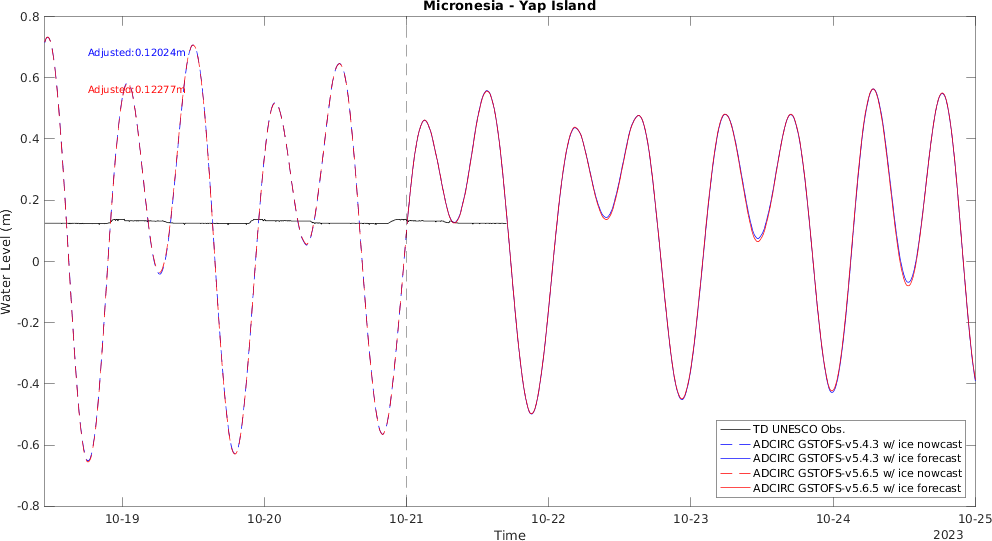 Micronesia - Yap Island
0.8
0.6
0.4
0.2
0
-0.2
-0.4
-0.6
-0.8
Water Level (m)
Adjusted:0.12024m
Adjusted:0.12277m
TD UNESCO Obs.
ADCIRC GSTOFS-v5.4.3 w/ ice nowcast
ADCIRC GSTOFS-v5.4.3 w/ ice forecast
ADCIRC GSTOFS-v5.6.5 w/ ice nowcast
ADCIRC GSTOFS-v5.6.5 w/ ice forecast
10-19 10-20 10-21 10-22 10-23 10-24 10-25
Time
2023